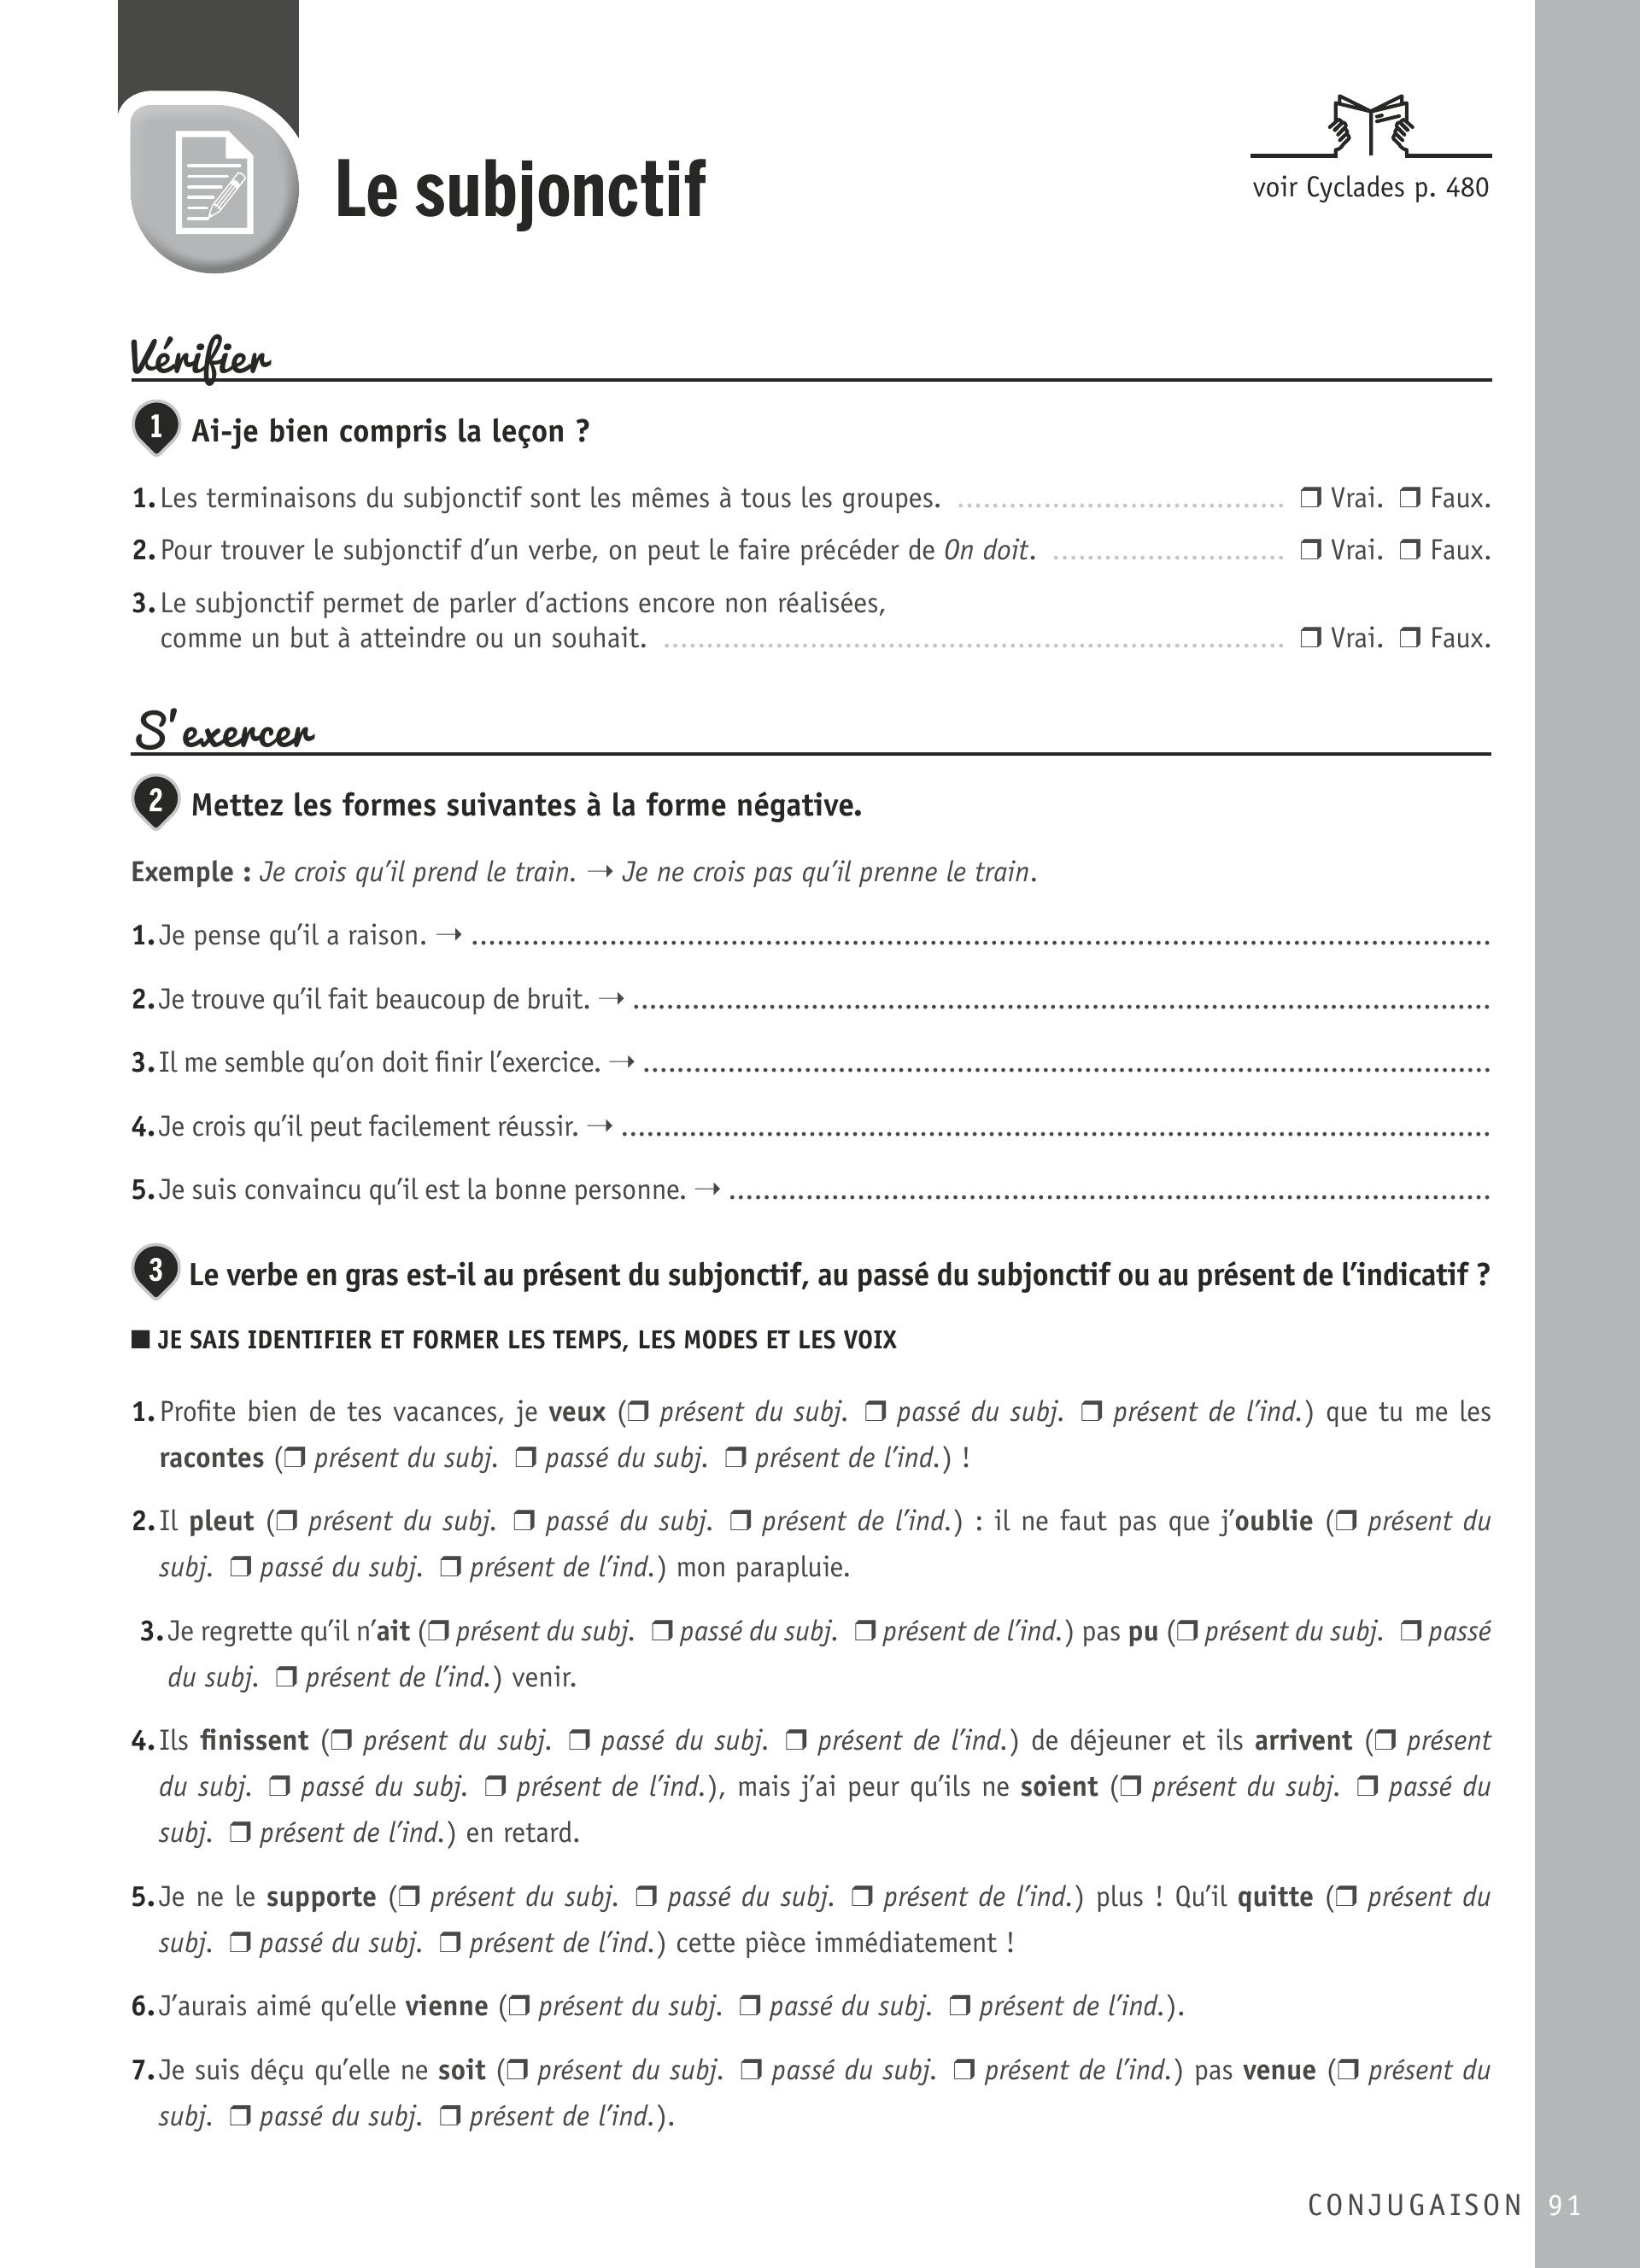 Le subjonctif
voir Cyclades p. 480
Vérifier
1 Ai-je bien compris la leçon ?
1. Les terminaisons du subjonctif sont les mêmes à tous les groupes. ...................................... ❐ Vrai. ❐ Faux.
2. Pour trouver le subjonctif d’un verbe, on peut le faire précéder de On doit. ........................... ❐ Vrai. ❐ Faux.
3. Le subjonctif permet de parler d’actions encore non réalisées,
comme un but à atteindre ou un souhait. ........................................................................ ❐ Vrai. ❐ Faux.
S’exercer
2 Mettez les formes suivantes à la forme négative.
Exemple : Je crois qu’il prend le train. → Je ne crois pas qu’il prenne le train.
1. Je pense qu’il a raison. → ........................................................................
2. Je trouve qu’il fait beaucoup de bruit. → ........................................................................
3. Il me semble qu’on doit finir l’exercice. → ........................................................................
4. Je crois qu’il peut facilement réussir. → ........................................................................
5. Je suis convaincu qu’il est la bonne personne. → ........................................................................
3 Le verbe en gras est-il au présent du subjonctif, au passé du subjonctif ou au présent de l’indicatif ?
■ JE SAIS IDENTIFIER ET FORMER LES TEMPS, LES MODES ET LES VOIX
1. Profite bien de tes vacances, je veux (❐ présent du subj. ❐ passé du subj. ❐ présent de l’ind.) que tu me les
racontes (❐ présent du subj. ❐ passé du subj. ❐ présent de l’ind.) !
2. Il pleut (❐ présent du subj. ❐ passé du subj. ❐ présent de l’ind.) : il ne faut pas que j’oublie (❐ présent du
subj. ❐ passé du subj. ❐ présent de l’ind.) mon parapluie.
3. Je regrette qu’il n’ait (❐ présent du subj. ❐ passé du subj. ❐ présent de l’ind.) pas pu (❐ présent du subj. ❐ passé
du subj. ❐ présent de l’ind.) venir.
4. Ils finissent (❐ présent du subj. ❐ passé du subj. ❐ présent de l’ind.) de déjeuner et ils arrivent (❐ présent
du subj. ❐ passé du subj. ❐ présent de l’ind.), mais j’ai peur qu’ils ne soient (❐ présent du subj. ❐ passé du
subj. ❐ présent de l’ind.) en retard.
5. Je ne le supporte (❐ présent du subj. ❐ passé du subj. ❐ présent de l’ind.) plus ! Qu’il quitte (❐ présent du
subj. ❐ passé du subj. ❐ présent de l’ind.) cette pièce immédiatement !
6. J’aurais aimé qu’elle vienne (❐ présent du subj. ❐ passé du subj. ❐ présent de l’ind.).
7. Je suis déçu qu’elle ne soit (❐ présent du subj. ❐ passé du subj. ❐ présent de l’ind.) pas venue (❐ présent du
subj. ❐ passé du subj. ❐ présent de l’ind.).
CONJUGAISON 91